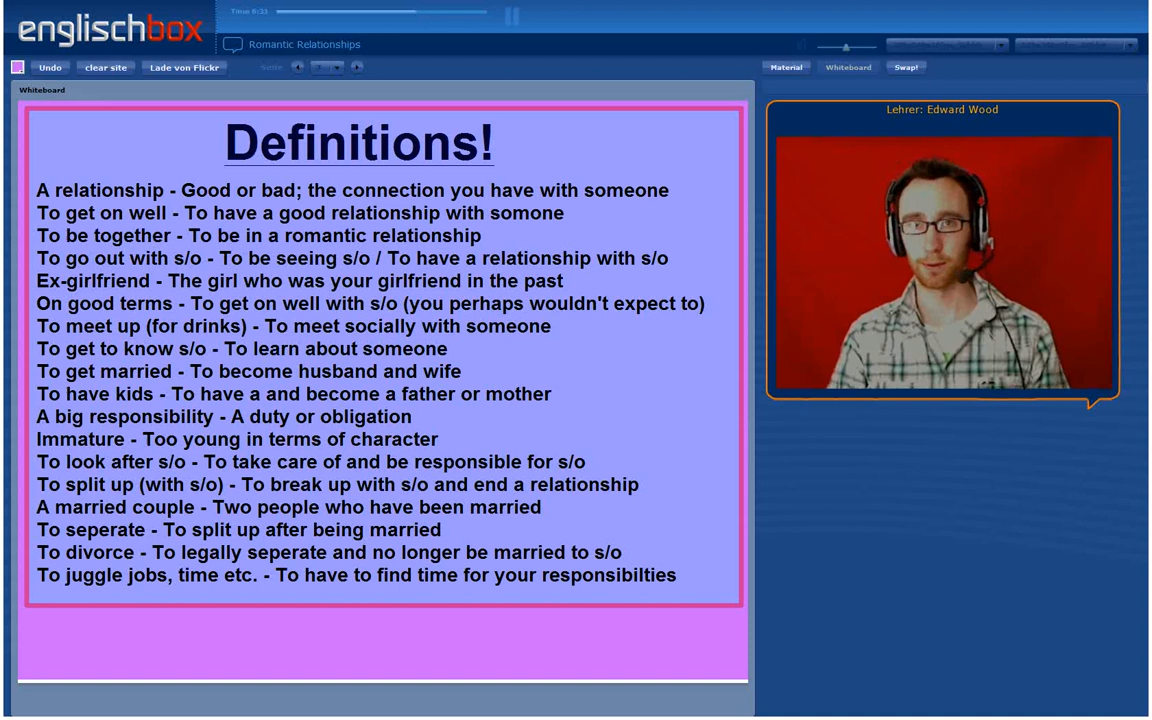 Time 6:21
englischbox
Romantic Relationships
Undo
clear site
Lade von Flickr
Material
Whiteboard
Swap!
Whiteboard
Definitions!
A relationship - Good or bad; the connection you have with someone
To get on well - To have a good relationship with somone
To be together - To be in a romantic relationship
To go out with s/o - To be seeing s/o / To have a relationship with s/o
Ex-girlfriend - The girl who was your girlfriend in the past
On good terms - To get on well with s/o (you perhaps wouldn't expect to)
To meet up (for drinks) - To meet socially with someone
To get to know s/o - To learn about someone
To get married - To become husband and wife
To have kids - To have a and become a father or mother
A big responsibility - A duty or obligation
Immature - Too young in terms of character
To look after s/o - To take care of and be responsible for s/o
To split up (with s/o) - To break up with s/o and end a relationship
A married couple - Two people who have been married
To seperate - To split up after being married
To divorce - To legally seperate and no longer be married to s/o
To juggle jobs, time etc. - To have to find time for your responsibilties
Lehrer: Edward Wood